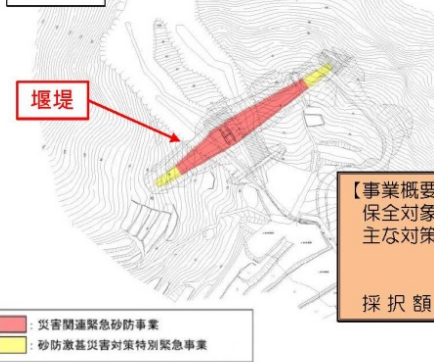 堰堤
【事業概要
保全対象
主な対策
採択額
：災害関連緊急砂防事業
：砂防激甚災害対策特別緊急事業